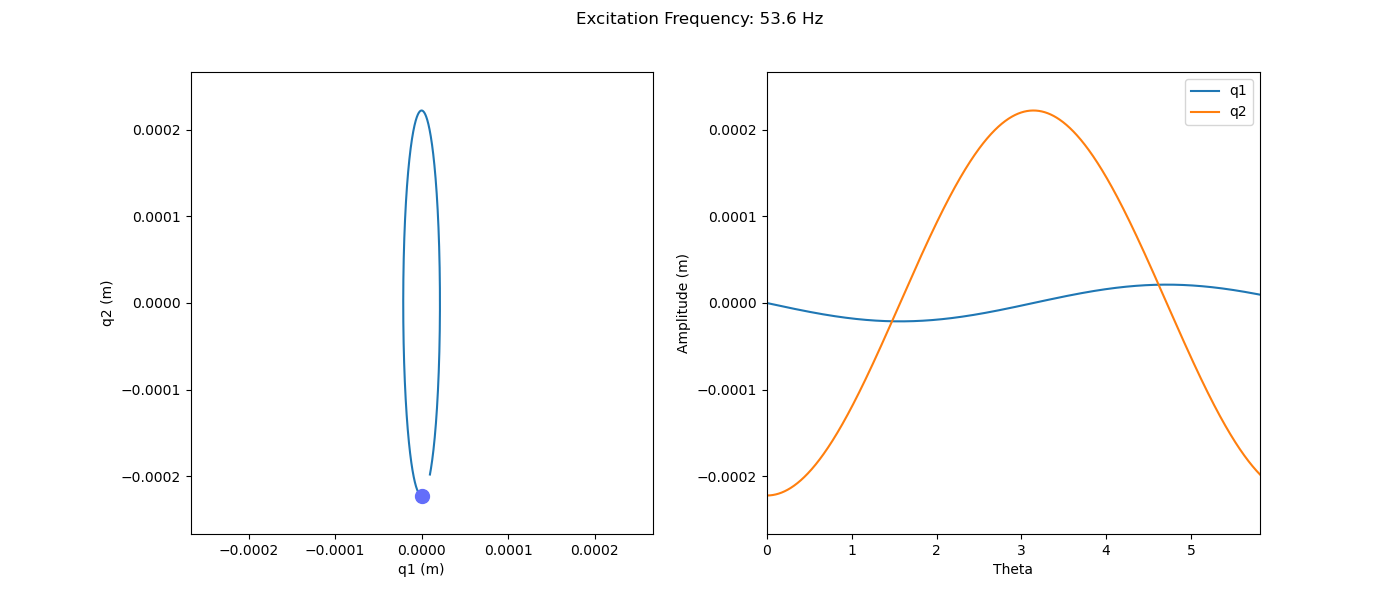 Excitation Frequency: 53.6 Hz
0.0002
0.0001
0.0000
−0.0001
−0.0002
q2 (m)
−0.0002 −0.0001 0.0000 0.0001 0.0002
q1 (m)
q1
q2
0.0002
0.0001
0.0000
−0.0001
−0.0002
Amplitude (m)
0 1 2 3 4 5
Theta